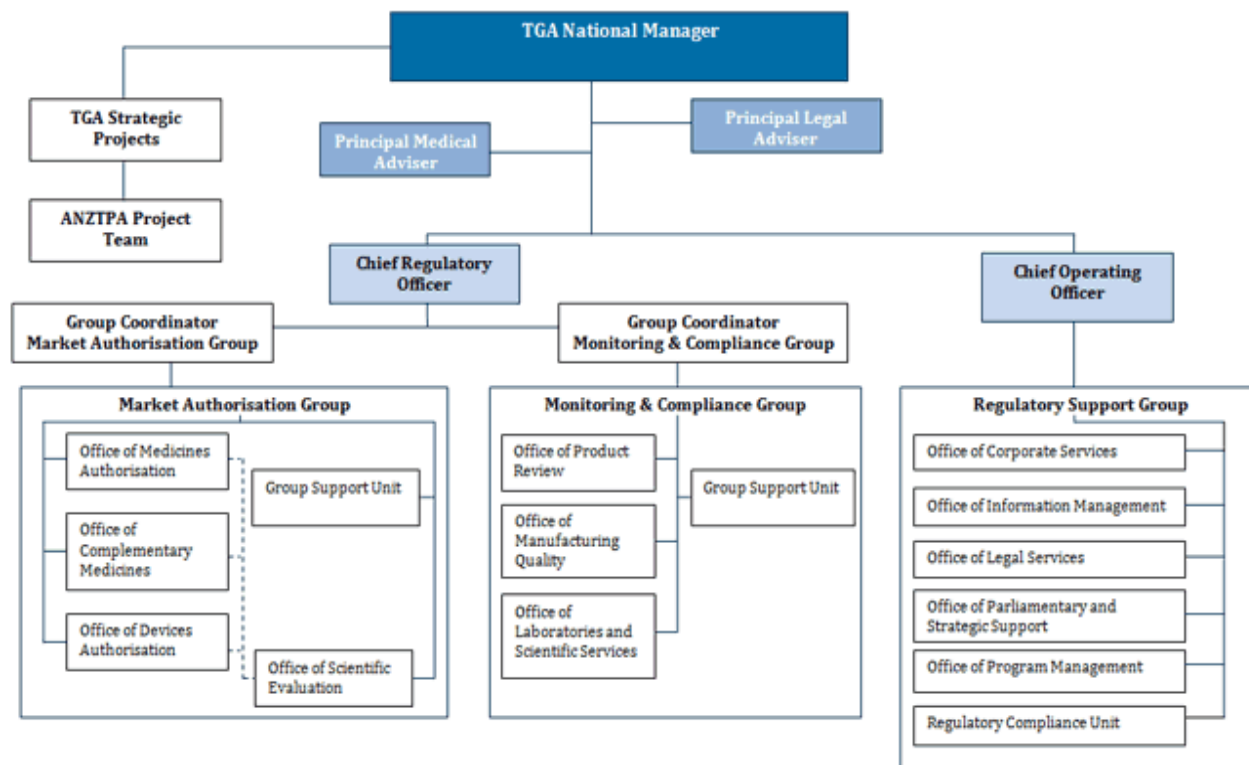 TGA National Manager
TGA Strategic
Projects
Principal Legal
Adviser
Principal Medical
Adviser
ANZTPA Project
Team
Chief Regulatory
Officer
Chief Operating
Officer
Group Coordinator
Market Authorisation Group
Group Coordinator
Monitoring & Compliance Group
Market Authorisation Group
Office of Medicines
Authorisation
Group Support Unit
Office of
Complementary
Medicines
Office of Devices
Authorisation
Office of Scientific
Evaluation
Monitoring & Compliance Group
Office of Product
Review
Group Support Unit
Office of
Manufacturing
Quality
Office of
Laboratories and
Scientific Services
Regulatory Support Group
Office of Corporate Services
Office of Information Management
Office of Legal Services
Office of Parliamentary and
Strategic Support
Office of Program Management
Regulatory Compliance Unit